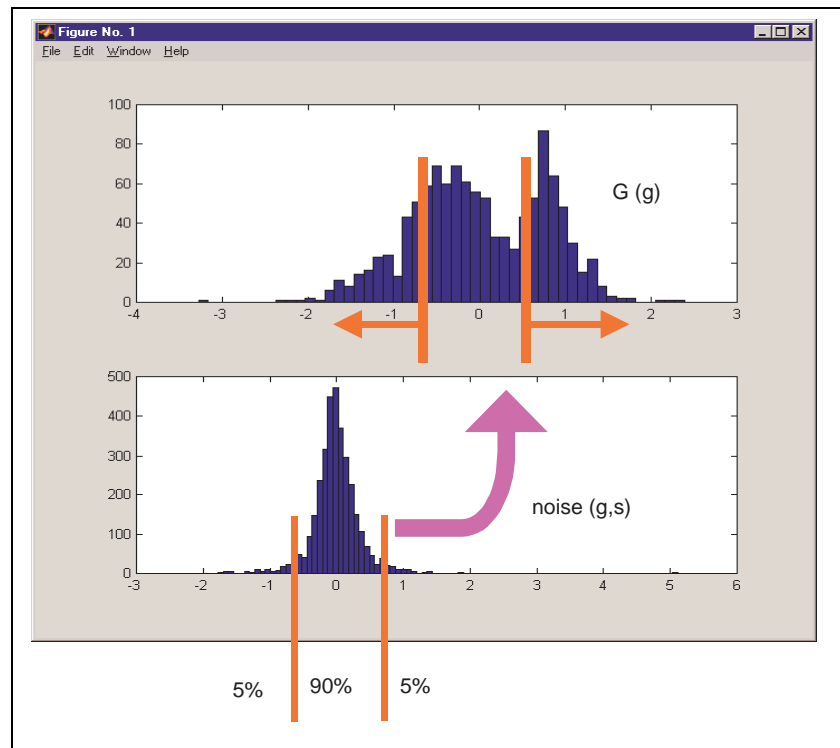 Figure No. 1
File Edit Window Help
100
80
60
40
20
0
G (g)
-4 -3 -2 -1 0 1 2 3
500
400
300
200
100
0
noise (g,s)
-3 -2 -1 0 1 2 3 4 5 6
5% 90% 5%